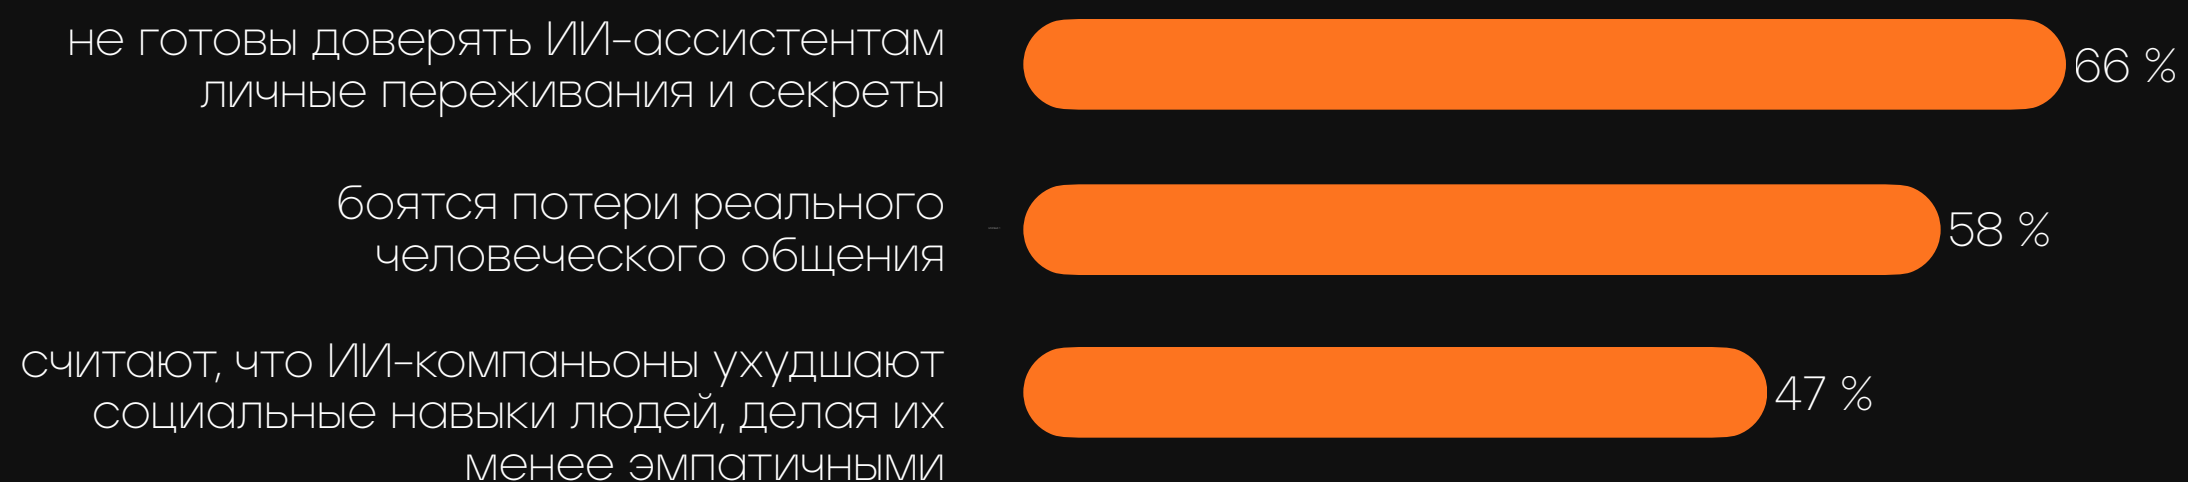 не готовы доверять ИИ-ассистентам
личные переживания и секреты
66 %
боятся потери реального
человеческого общения
58 %
считают, что ИИ-компаньоны ухудшают
социальные навыки людей, делая их
менее эмпатичными
47 %